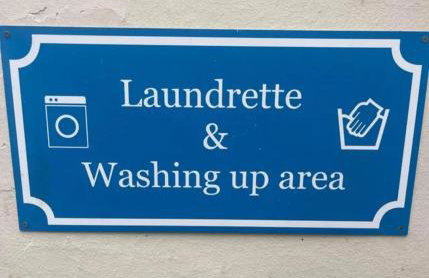 Laundrette
&
Washing up area